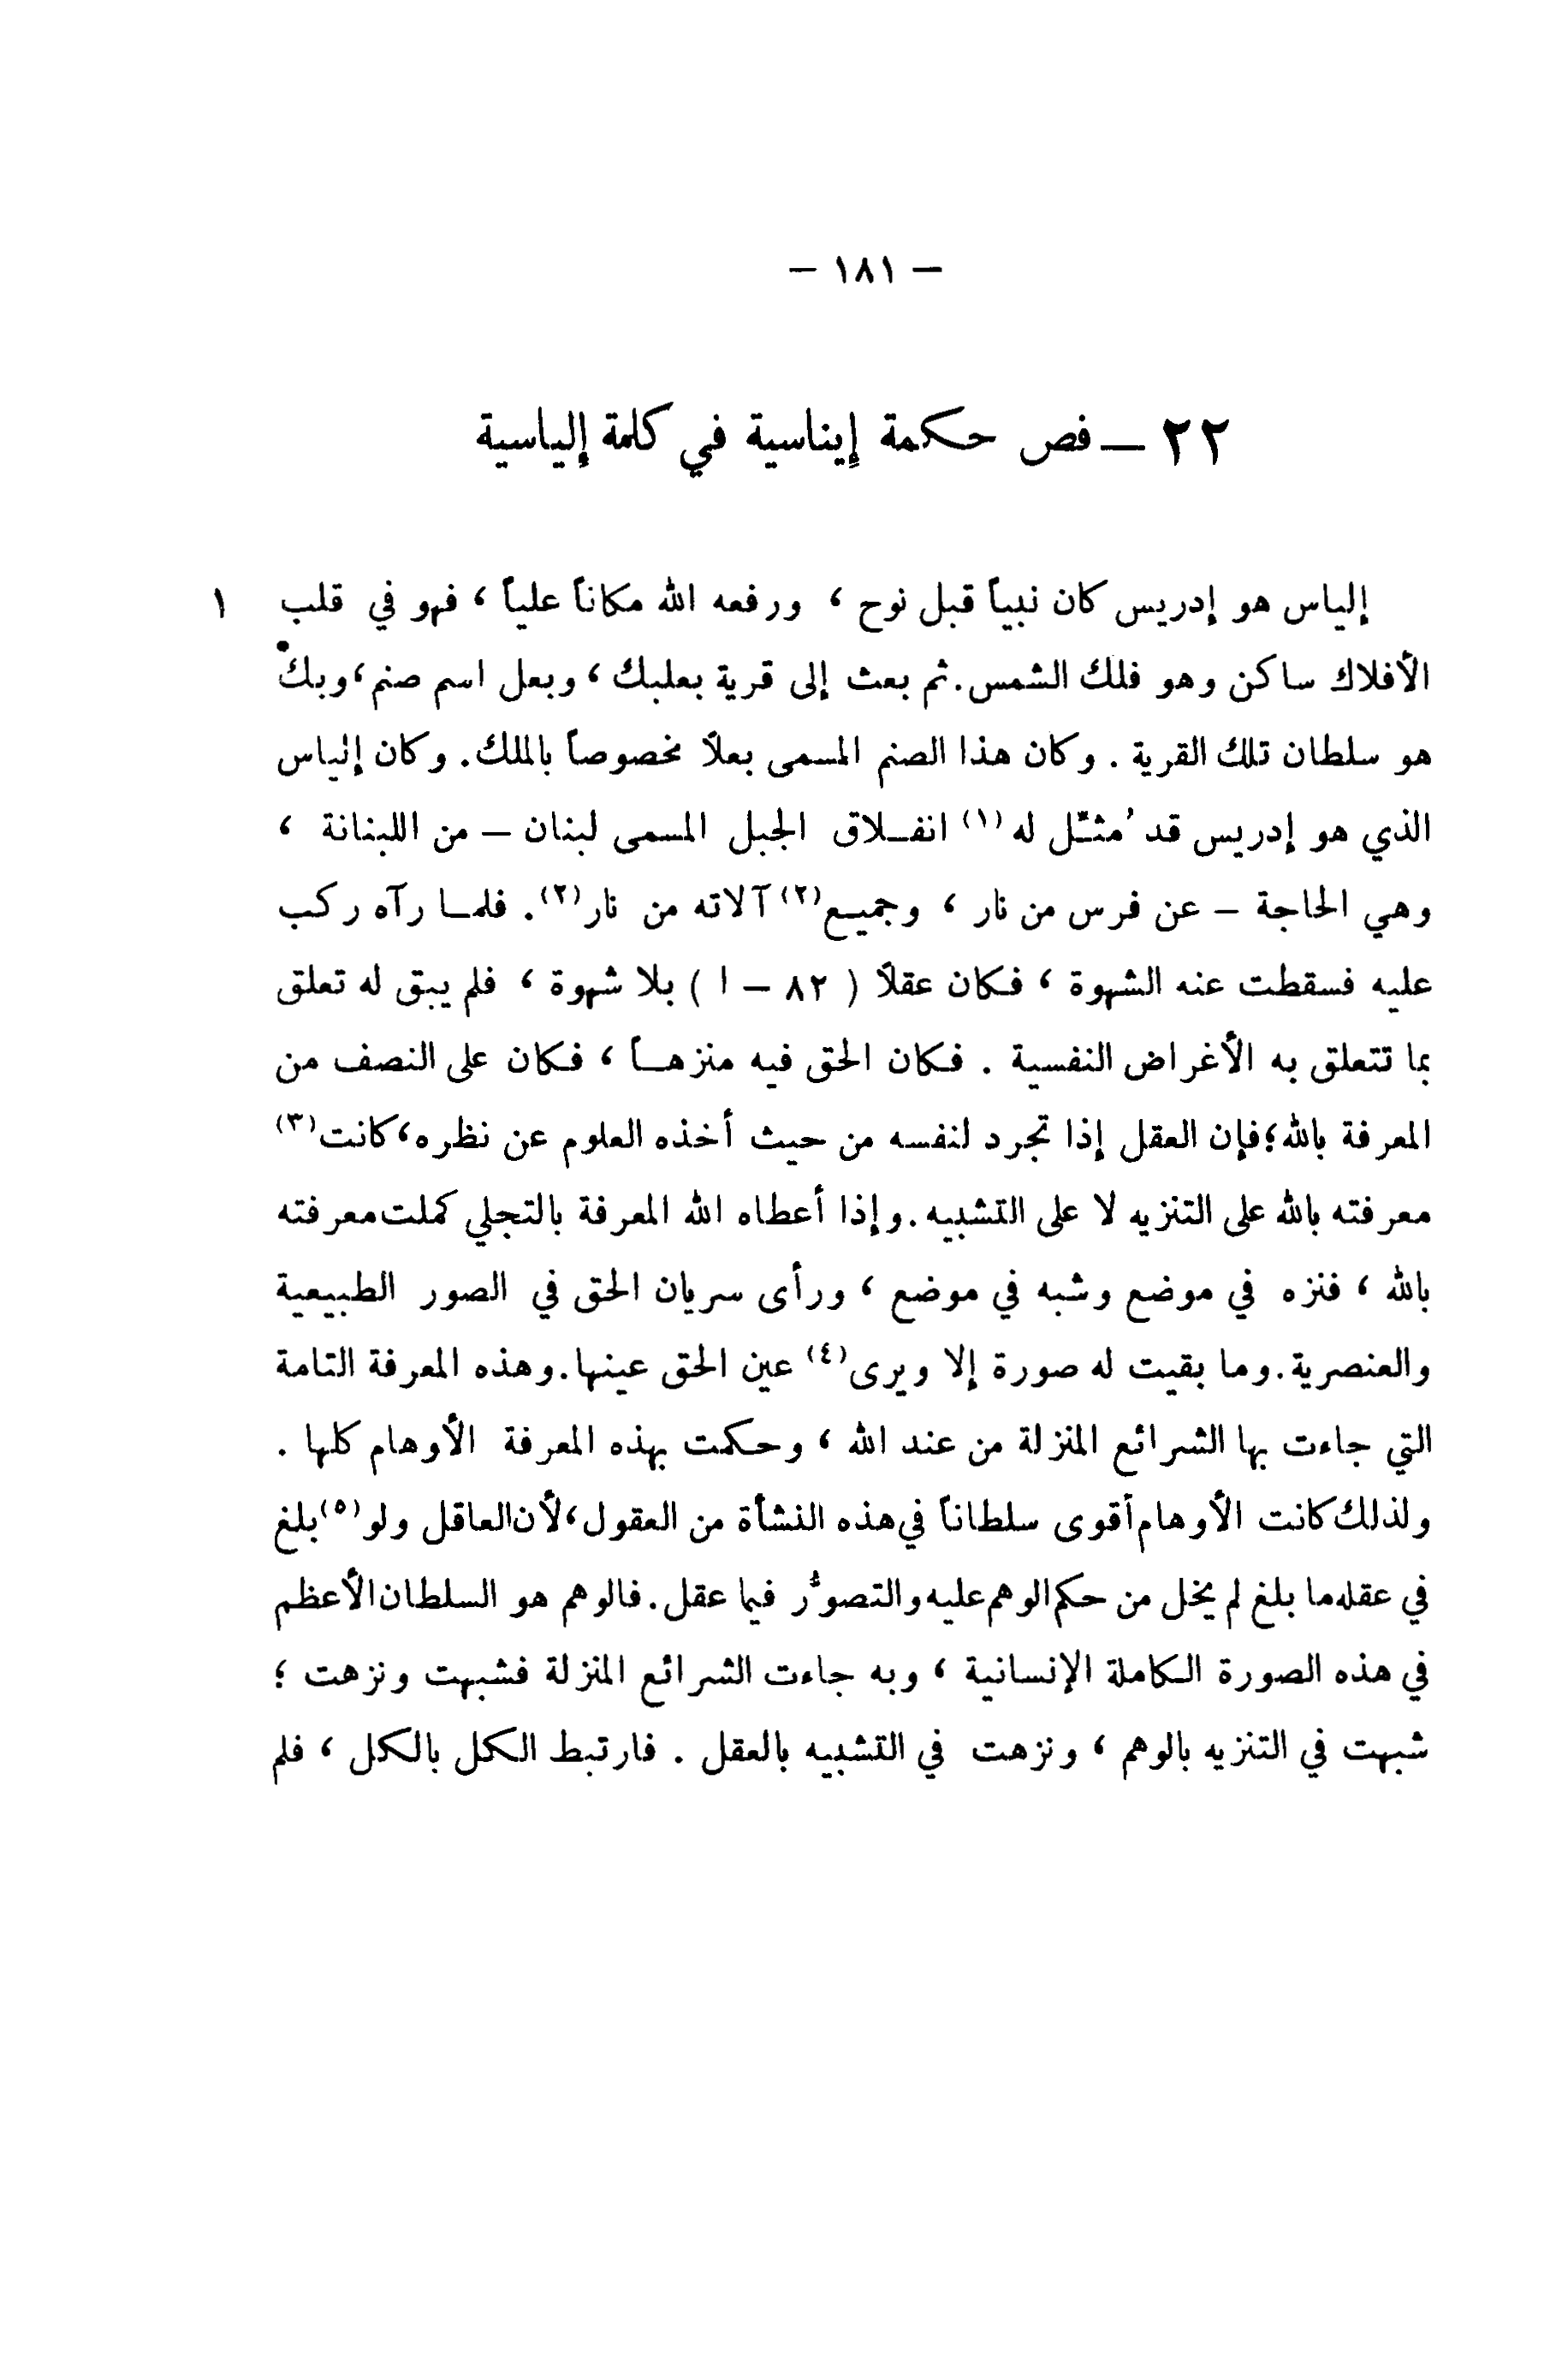 – ١٨١ –
٢٢ – فص حكمة إيناسية في كلمة إلياسية
إلياس هو إدريس كان نبياً قبل نوح ، ورفعه الله مكاناً علياً ، فهو في قلب ١
الأفلاك ساكن وهو فلك الشمس. ثم بعث إلى قرية بعلبك ، وبعل اسم صنم ، وبكْ
هو سلطان تلك القرية . وكان هذا الصنم المسمى بعلاً مخصوصاً بالملك. وكان إلياس
الذي هو إدريس قد مُثِّل له (١) انفــلاق الجبل المسمى لبنان – من اللبنانة ،
وهي الحاجة – عن فرس من نار ، وجميـع(٢) آلاته من نار(٢). فلمــا رآه ركب
عليه فسقطت عنه الشهوة ، فكان عقلاً ( ٨٢ – ا ) بلا شهوة ، فلم يبق له تعلق
بما تتعلق به الأغراض النفسية . فكان الحق فيه منزهــاً ، فكان على النصف من
المعرفة بالله؛ فإن العقل إذا تجرد لنفسه من حيث أخذه العلوم عن نظره، كانت(٣)
معرفته بالله على التنزيه لا على التشبيه. وإذا أعطاه الله المعرفة بالتجلي كملت معرفته
بالله ، فنزه في موضع وشبه في موضع ، ورأى سريان الحق في الصور الطبيعية
والعنصرية. وما بقيت له صورة إلا ويرى(٤) عين الحق عينها. وهذه المعرفة التامة
التي جاءت بها الشرائع المنزلة من عند الله ، وحكمت بهذه المعرفة الأوهام كلها .
ولذلك كانت الأوهام أقوى سلطاناً في هذه النشأة من العقول، لأن العاقل ولو(٥) بلغ
في عقله ما بلغ لم يخل من حكم الوهم عليه والتصوُّر فيما عقل. فالوهم هو السلطان الأعظم
في هذه الصورة الكاملة الإنسانية ، وبه جاءت الشرائع المنزلة فشبهت ونزهت ؛
شبهت في التنزيه بالوهم ، ونزهت في التشبيه بالعقل . فارتبط الكل بالكل ، فلم